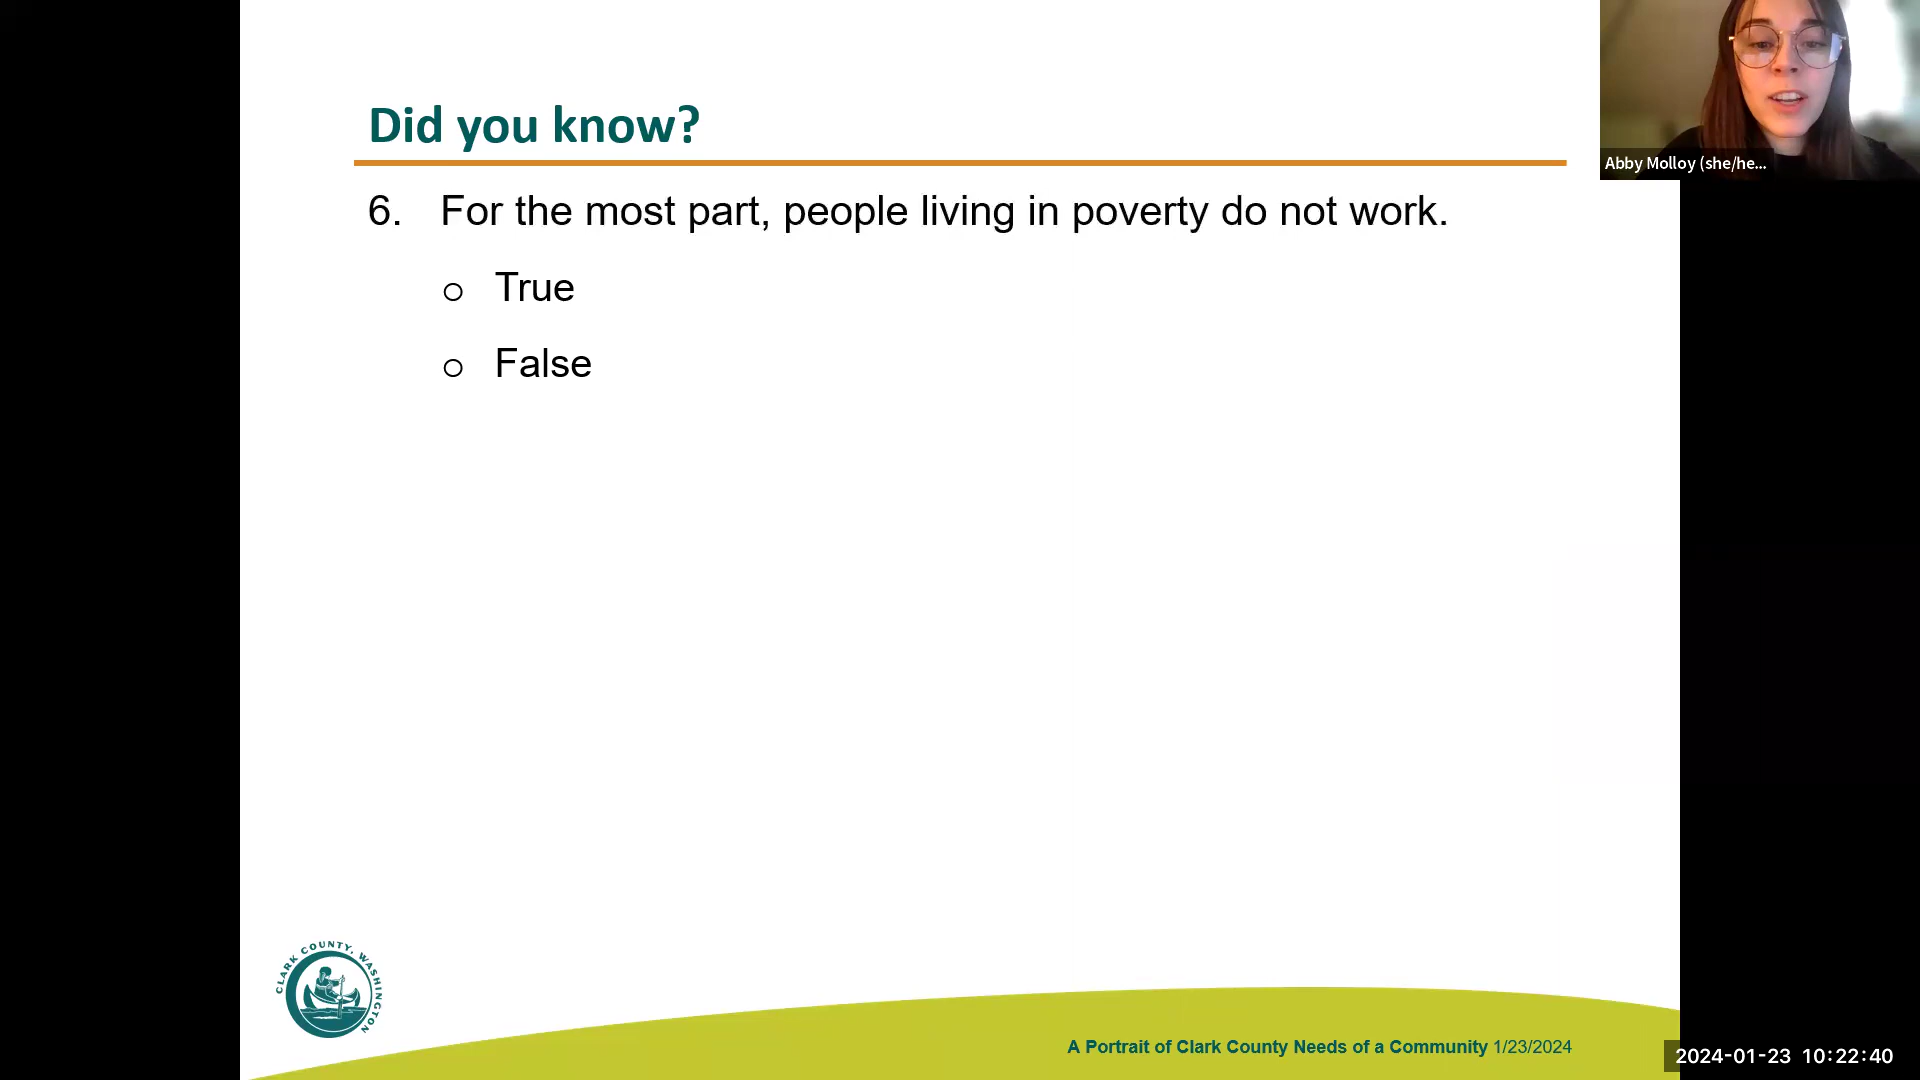 Did you know?
6. For the most part, people living in poverty do not work.
o True
o False
Abby Molloy (she/he...
CLARK COUNTY, WASHINGTON
A Portrait of Clark County Needs of a Community 1/23/2024
2024-01-23 10:22:40